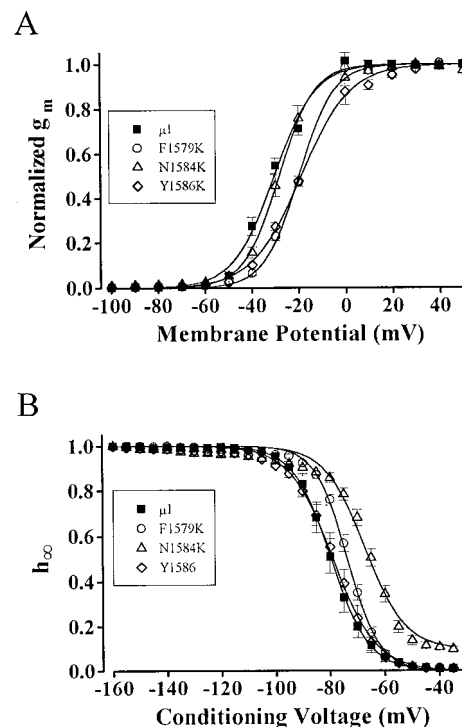 A
Normalized g m
1.0
0.8
0.6
0.4
0.2
0.0
μ1
F1579K
N1584K
Y1586K
-100 -80 -60 -40 -20 0 20 40
Membrane Potential (mV)
B
h∞
1.0
0.8
0.6
0.4
0.2
0.0
μ1
F1579K
N1584K
Y1586
-160 -140 -120 -100 -80 -60 -40
Conditioning Voltage (mV)